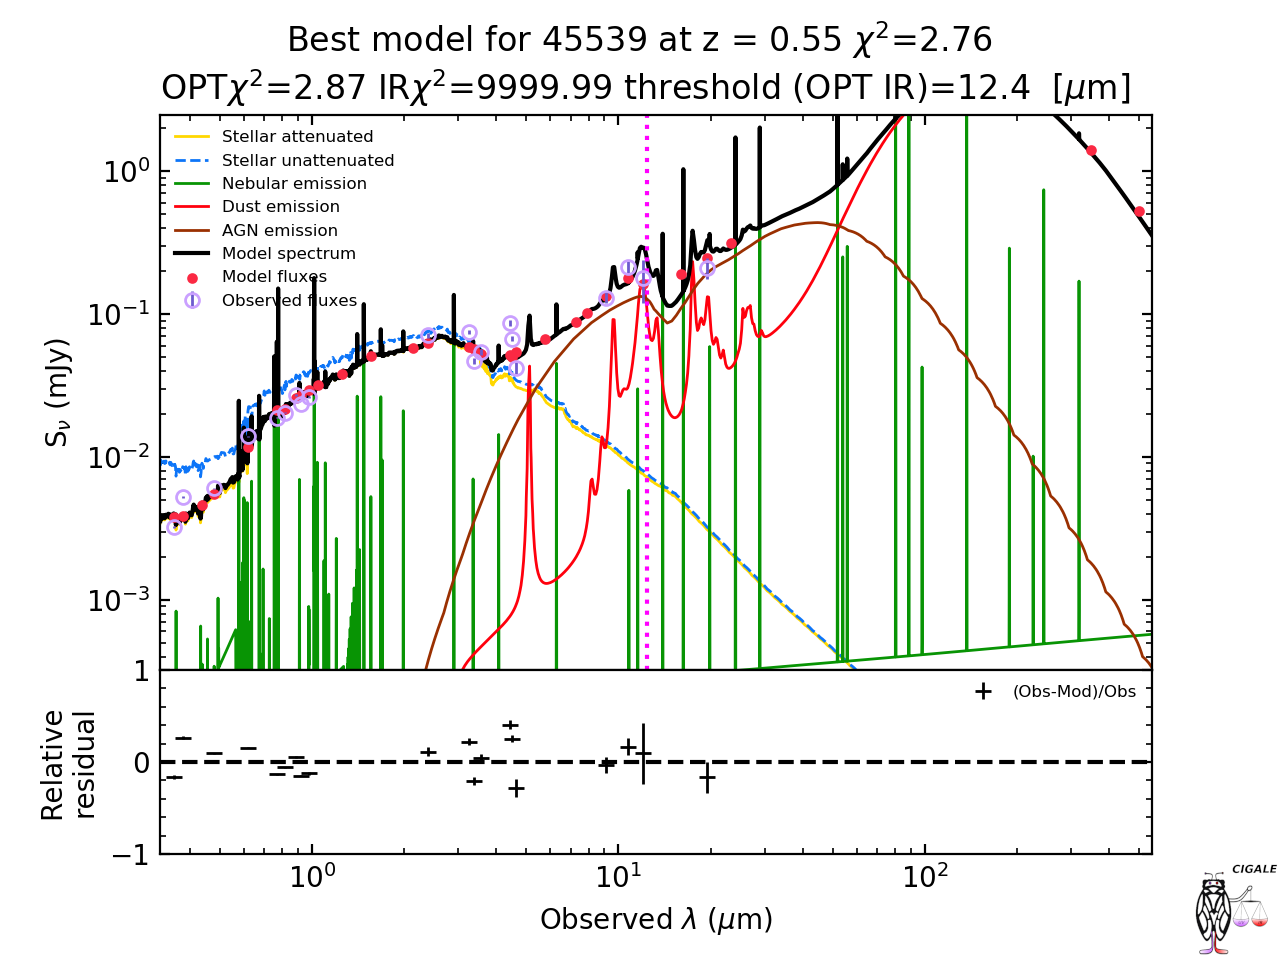 Best model for 45539 at z = 0.55 χ²=2.76
OPTχ²=2.87 IRχ²=9999.99 threshold (OPT IR)=12.4 [μm]
Stellar attenuated
Stellar unattenuated
Nebular emission
Dust emission
AGN emission
Model spectrum
Model fluxes
Observed fluxes
10⁰
10⁻¹
10⁻²
10⁻³
Sν (mJy)
1
0
−1
Relative
residual
(Obs-Mod)/Obs
10⁰
10¹
10²
Observed λ (μm)
CIGALE